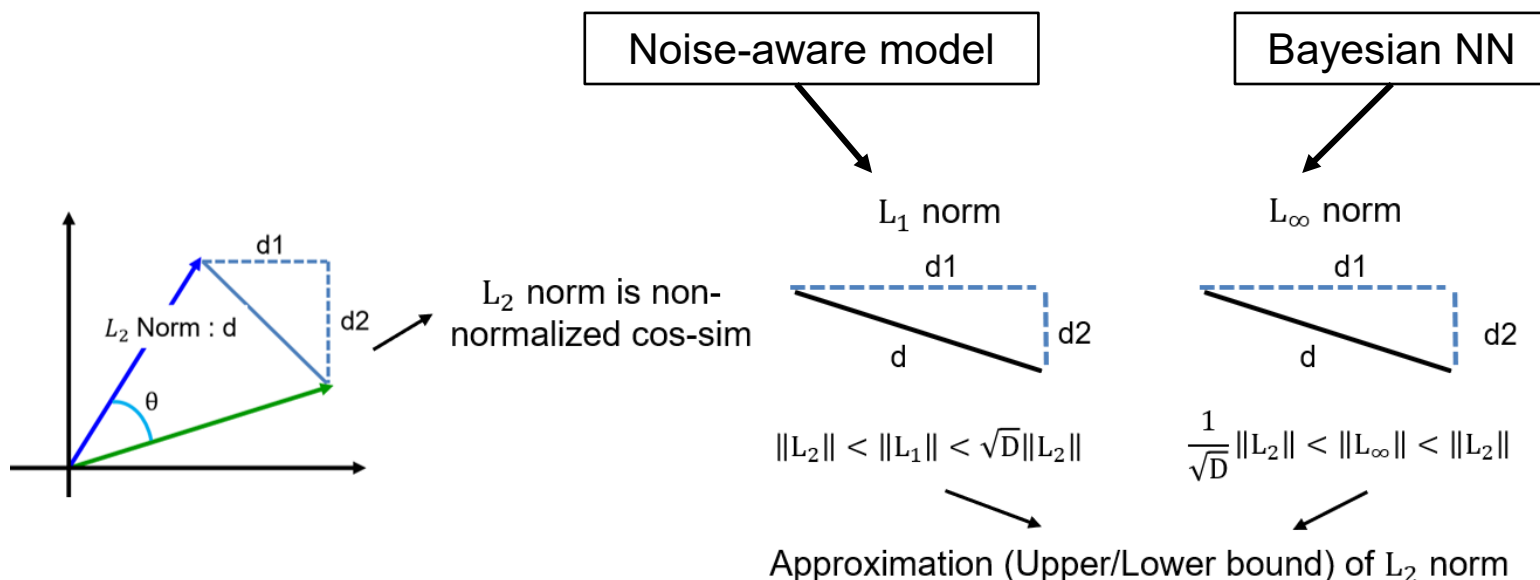 Noise-aware model
Bayesian NN
L₁ norm
L∞ norm
d1
L₂ Norm : d
d2
θ
L₂ norm is non-
normalized cos-sim
d1
d2
d
d1
d2
d
‖L₂‖ < ‖L₁‖ < √D‖L₂‖
1/√D ‖L₂‖ < ‖L∞‖ < ‖L₂‖
Approximation (Upper/Lower bound) of L₂ norm